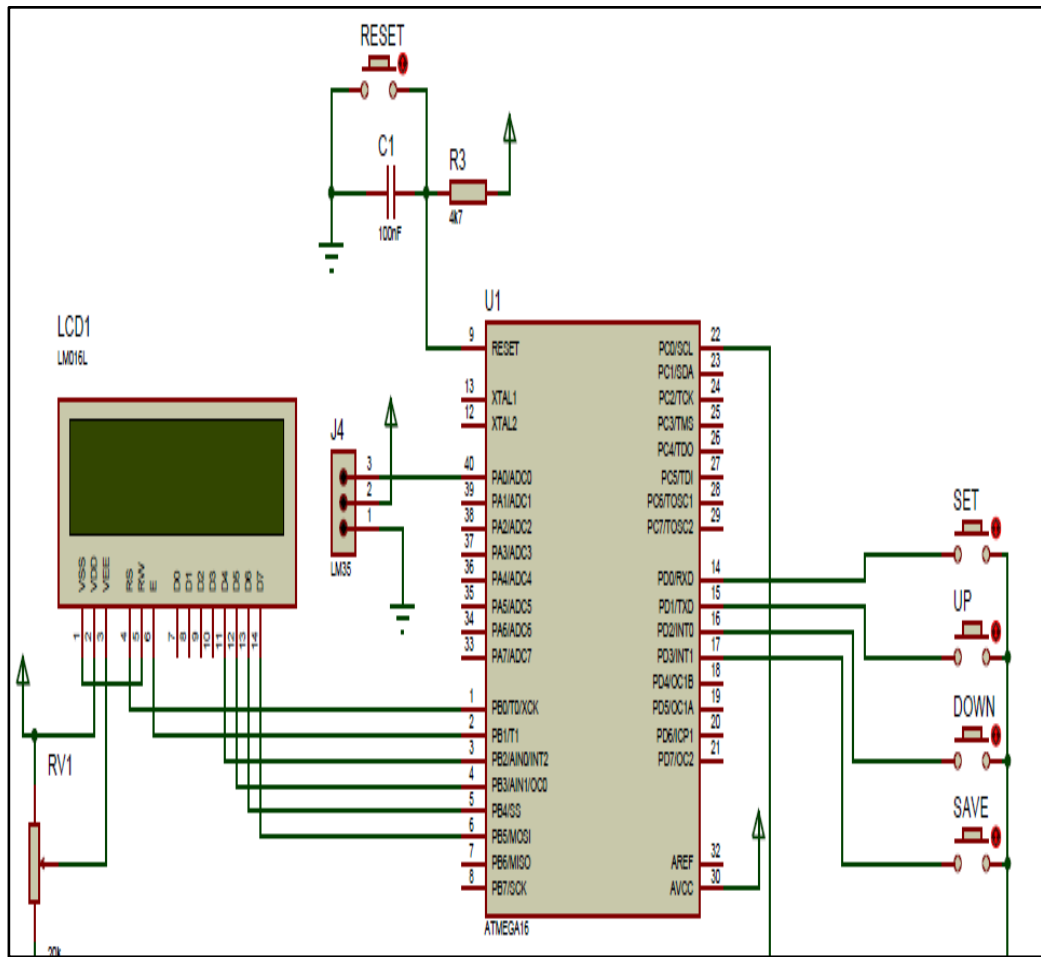 RESET
C1
100nF
R3
4k7
U1
LCD1
LM016L
VSS
VDD
VEE
RS
RW
E
D0
D1
D2
D3
D4
D5
D6
D7
1
2
3
4
5
6
7
8
9
10
11
12
13
14
J4
3
2
1
LM35
9 RESET
13 XTAL1
12 XTAL2
40 PA0/ADC0
39 PA1/ADC1
38 PA2/ADC2
37 PA3/ADC3
36 PA4/ADC4
35 PA5/ADC5
34 PA6/ADC6
33 PA7/ADC7
1 PB0/T0/XCK
2 PB1/T1
3 PB2/AIN0/INT2
4 PB3/AIN1/OC0
5 PB4/SS
6 PB5/MOSI
7 PB6/MISO
8 PB7/SCK
PC0/SCL 22
PC1/SDA 23
PC2/TCK 24
PC3/TMS 25
PC4/TDO 26
PC5/TDI 27
PC6/TOSC1 28
PC7/TOSC2 29
PD0/RXD 14
PD1/TXD 15
PD2/INT0 16
PD3/INT1 17
PD4/OC1B 18
PD5/OC1A 19
PD6/ICP1 20
PD7/OC2 21
AREF 32
AVCC 30
ATMEGA16
SET
UP
DOWN
SAVE
RV1